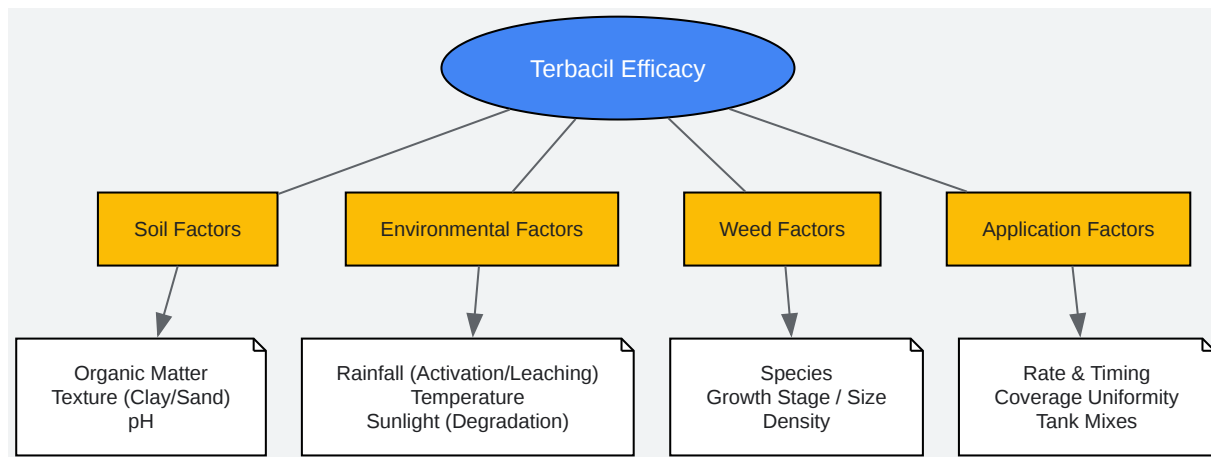 Terbacil Efficacy
Soil Factors
Environmental Factors
Weed Factors
Application Factors
Organic Matter
Texture (Clay/Sand)
pH
Rainfall (Activation/Leaching)
Temperature
Sunlight (Degradation)
Species
Growth Stage / Size
Density
Rate & Timing
Coverage Uniformity
Tank Mixes